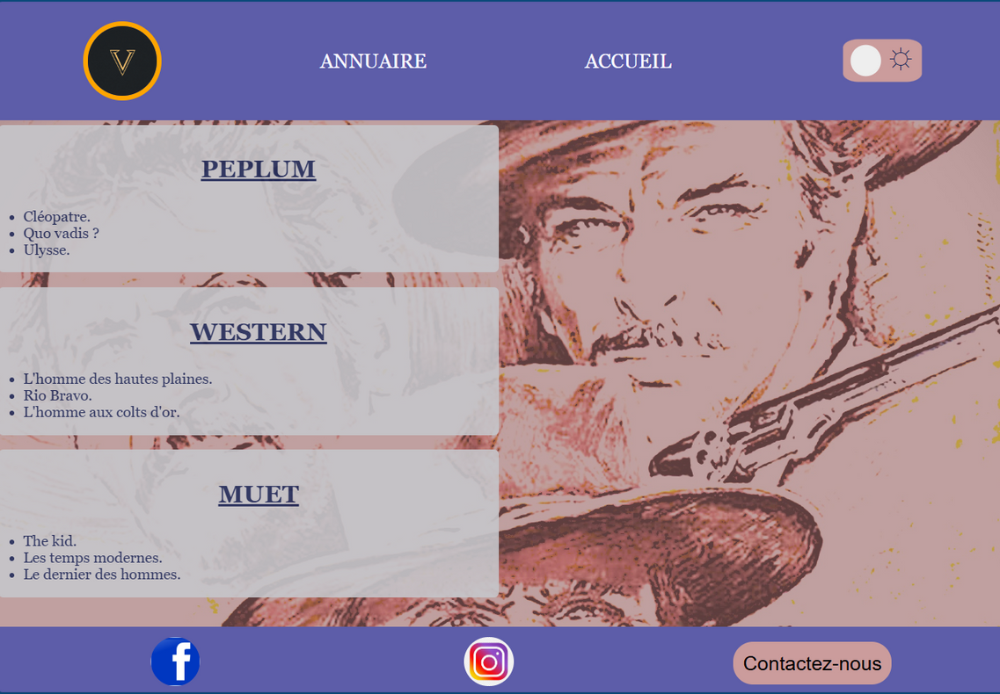 V
ANNUAIRE
ACCUEIL
PEPLUM
Cléopatre.
Quo vadis ?
Ulysse.
WESTERN
L'homme des hautes plaines.
Rio Bravo.
L'homme aux colts d'or.
MUET
The kid.
Les temps modernes.
Le dernier des hommes.
f
Contactez-nous